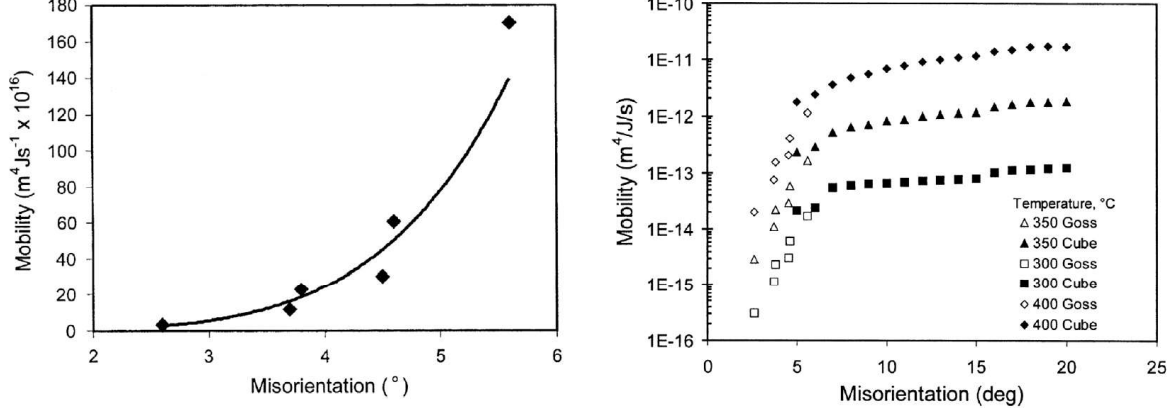 180
160
140
120
100
80
60
40
20
0
2
3
4
5
6
Mobility (m⁴Js⁻¹ x 10¹⁶)
Misorientation (°)
1E-10
1E-11
1E-12
1E-13
1E-14
1E-15
1E-16
0
5
10
15
20
25
Mobility (m⁴/J/s)
Misorientation (deg)
Temperature, °C
350 Goss
350 Cube
300 Goss
300 Cube
400 Goss
400 Cube